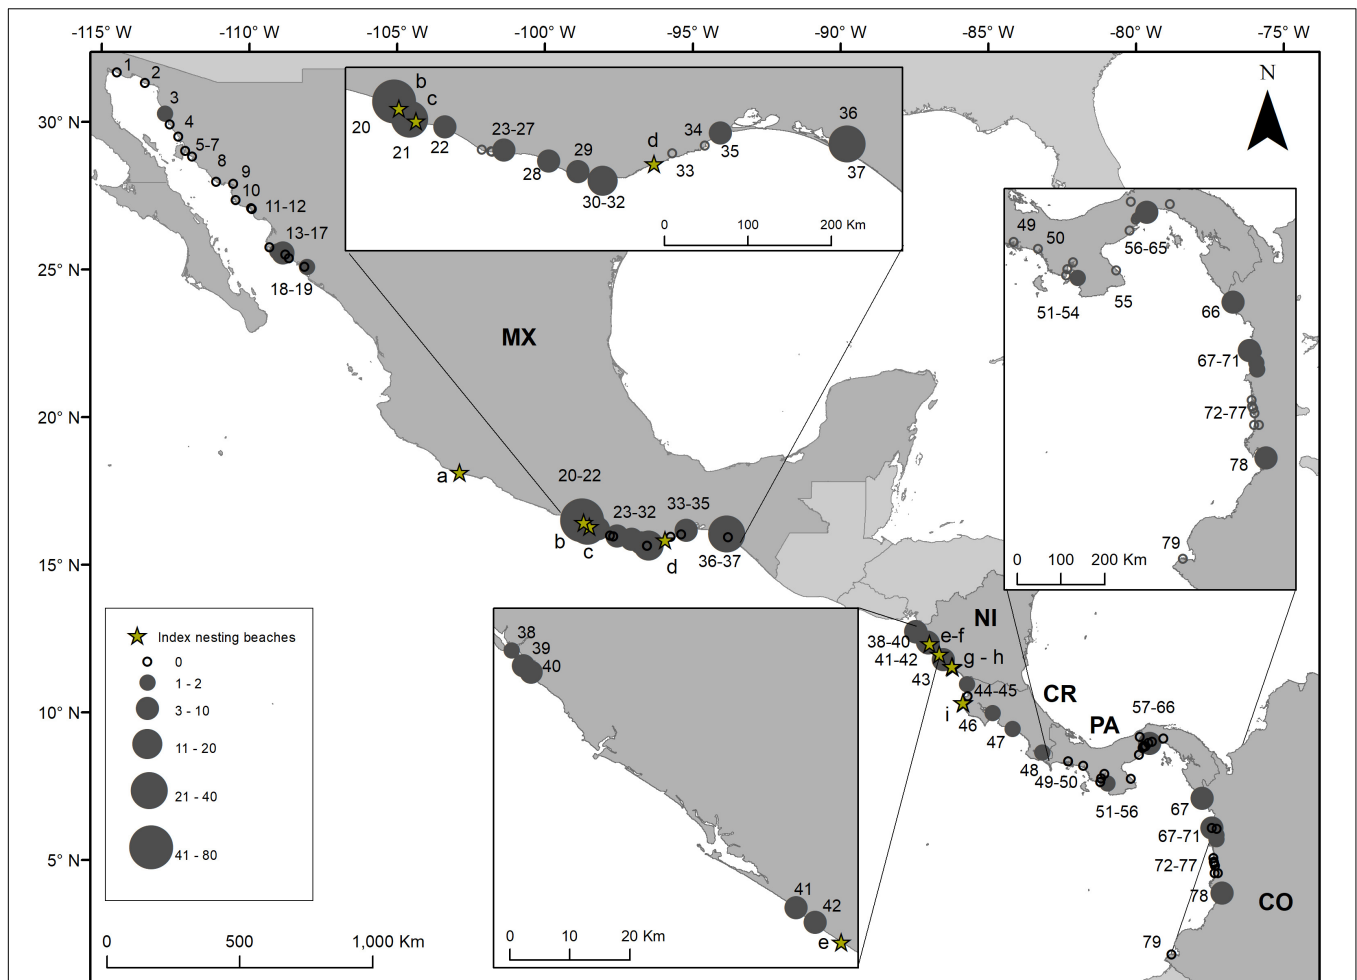 -115° W -110° W -105° W -100° W -95° W -90° W -85° W -80° W -75° W
N
30° N
25° N
20° N
15° N
10° N
5° N
1
2
3
4
5-7
8
9
10
11-12
13-17
18-19
b
c
20
21
22
23-27
28
29
30-32
d
33
34
35
36
37
0 100 200 Km
49
50
51-54
55
56-65
66
67-71
72-77
78
79
0 100 200 Km
MX
a
20-22
b
c
23-32
d
33-35
36-37
NI
38-40
e-f
41-42
g - h
43
44-45
i
46
CR
47
48
PA
49-50
51-56
57-66
67
67-71
72-77
78
79
CO
38
39
40
41
42
e
0 10 20 Km
Index nesting beaches
0
1 - 2
3 - 10
11 - 20
21 - 40
41 - 80
0 500 1,000 Km